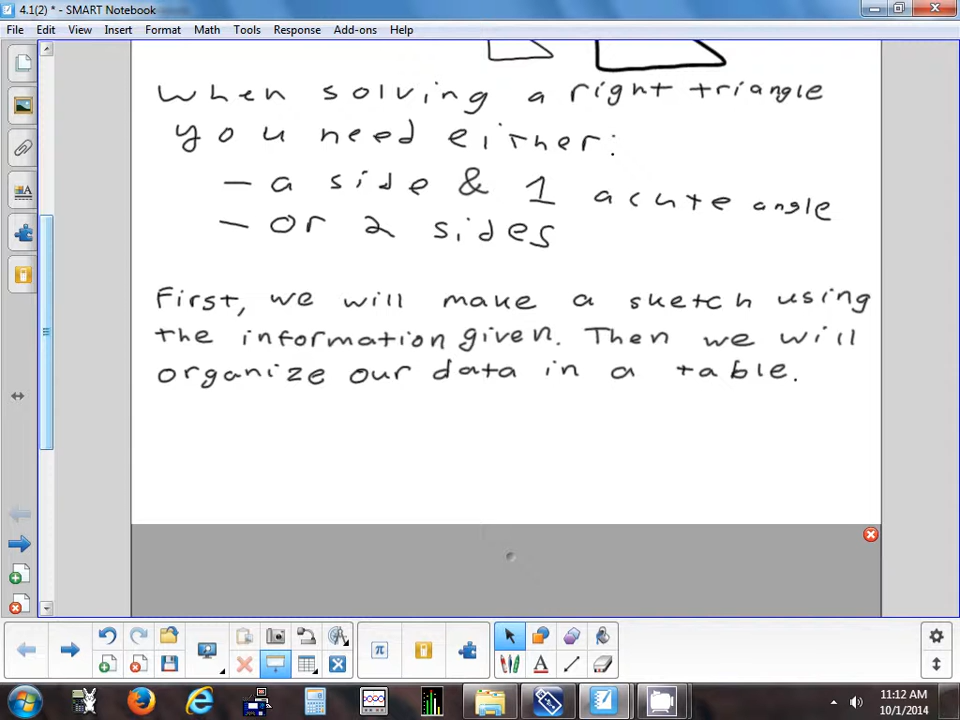 4.1(2) * - SMART Notebook
File Edit View Insert Format Math Tools Response Add-ons Help
When solving a right triangle
you need either:
- a side & 1 acute angle
- or 2 sides
First, we will make a sketch using
the information given. Then we will
organize our data in a table.
π
A
11:12 AM
10/1/2014